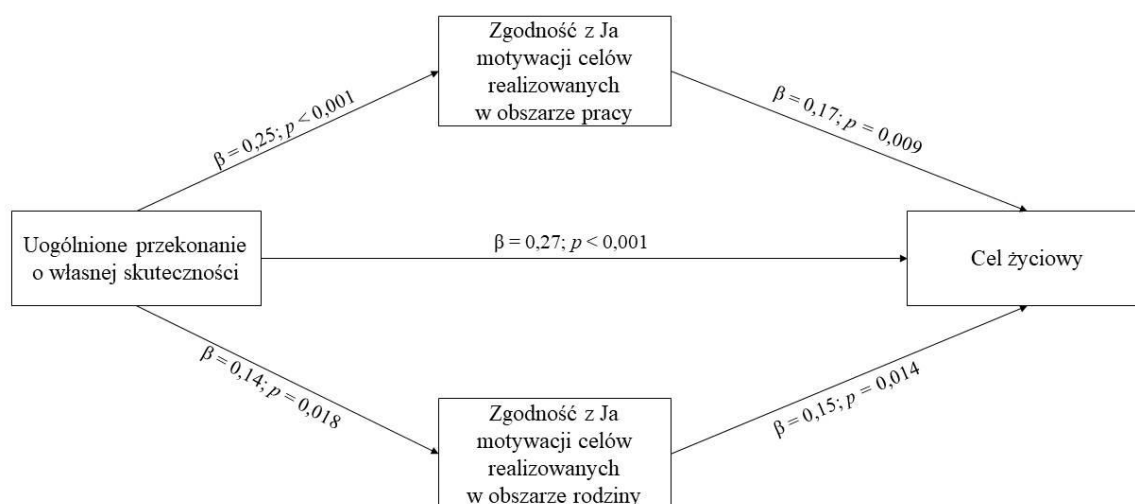 Zgodność z Ja
motywacji celów
realizowanych
w obszarze pracy
β = 0,25; p < 0,001
β = 0,17; p = 0,009
Uogólnione przekonanie
o własnej skuteczności
β = 0,27; p < 0,001
Cel życiowy
β = 0,14; p = 0,018
β = 0,15; p = 0,014
Zgodność z Ja
motywacji celów
realizowanych
w obszarze rodziny